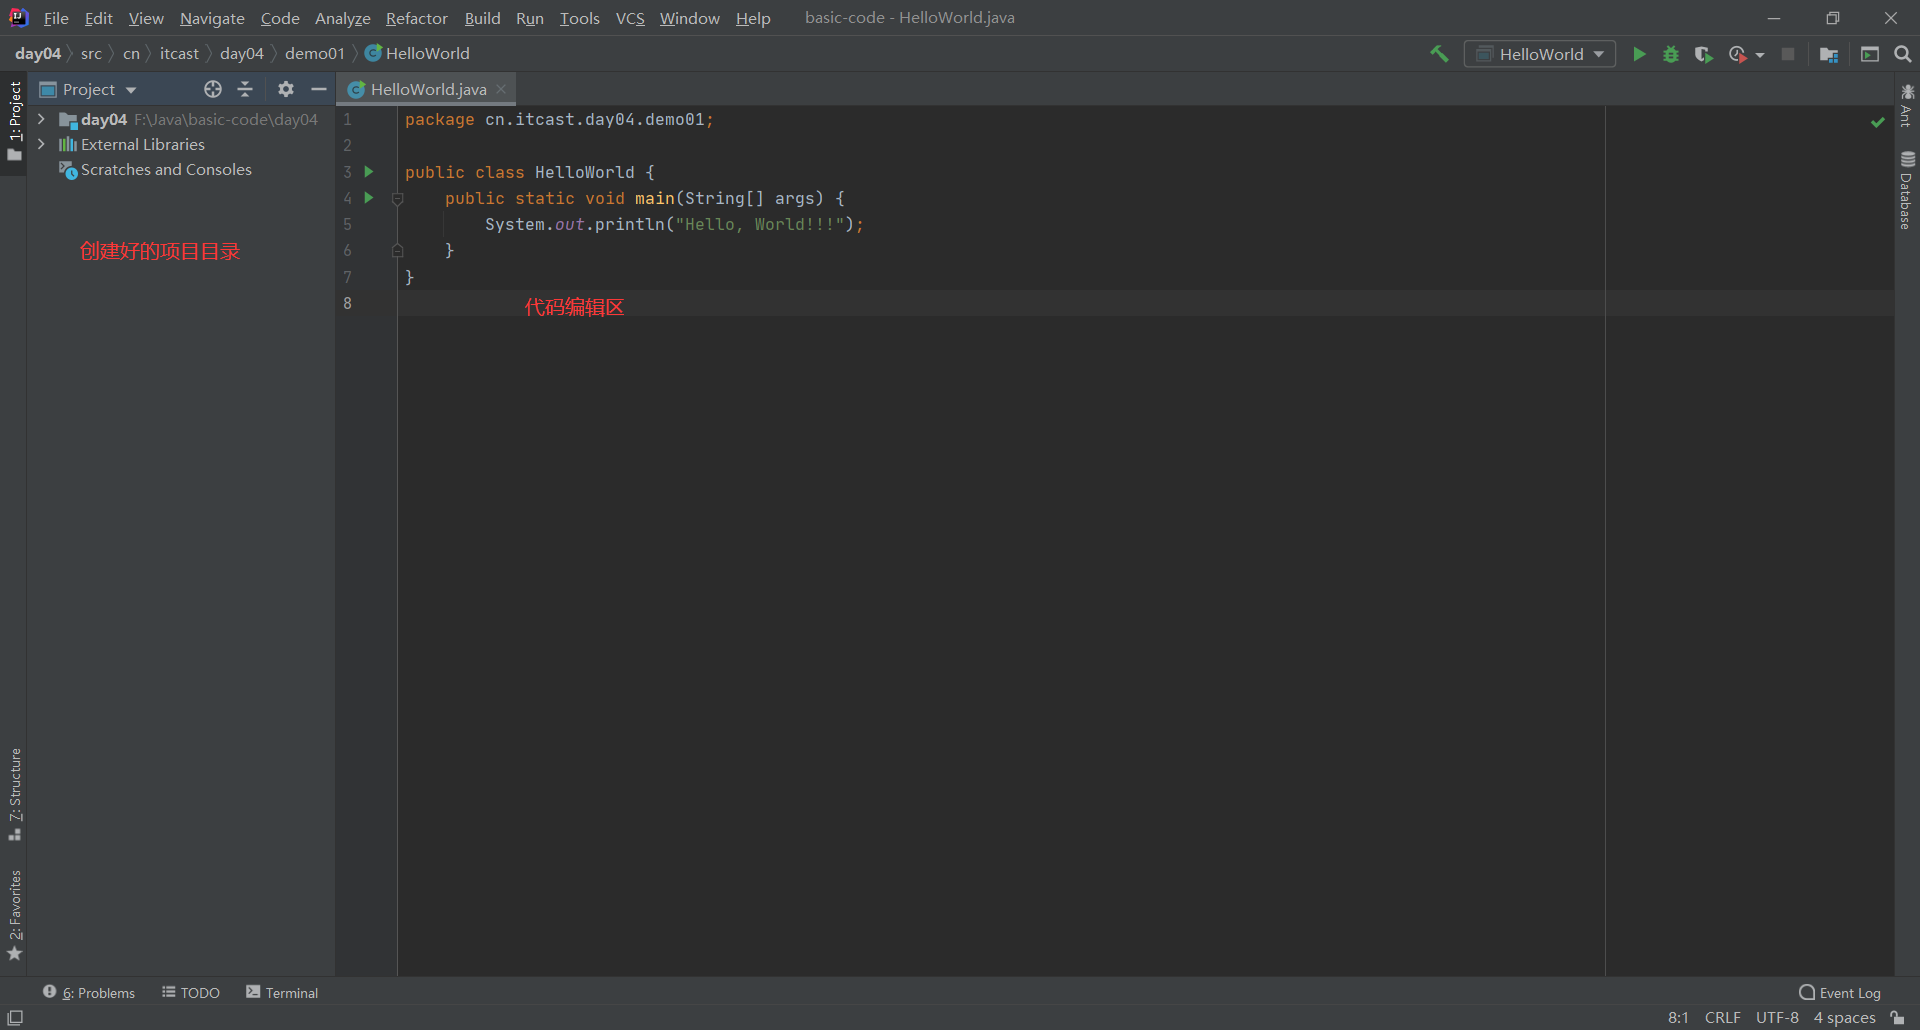 File Edit View Navigate Code Analyze Refactor Build Run Tools VCS Window Help basic-code - HelloWorld.java
day04 src cn itcast day04 demo01 HelloWorld
HelloWorld
1: Project
Project
HelloWorld.java
day04 F:\Java\basic-code\day04
External Libraries
Scratches and Consoles
创建好的项目目录
1 package cn.itcast.day04.demo01;
2
3 public class HelloWorld {
4 public static void main(String[] args) {
5 System.out.println("Hello, World!!!");
6 }
7 }
8
代码编辑区
Ant
Database
7: Structure
2: Favorites
6: Problems TODO Terminal Event Log
8:1 CRLF UTF-8 4 spaces